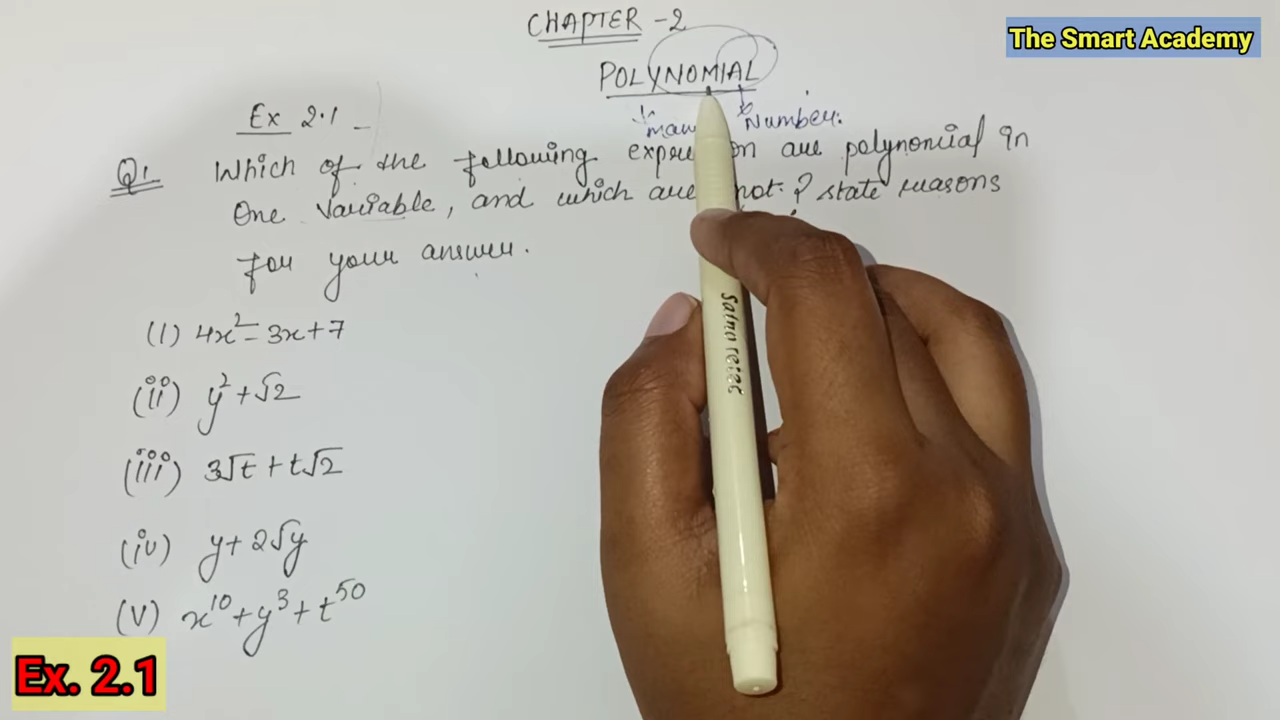 CHAPTER - 2
The Smart Academy
POLYNOMIAL
Ex 2.1 -
Number:
Q1. Which of the following are polynomial in
One variable, and which are not ? state reasons
for your answer.
(I) 4x² - 3x + 7
(ii) y² + √2
(iii) 3√t + t√2
(iv) y + 2√y
(V) x¹⁰ + y³ + t⁵⁰
Ex. 2.1